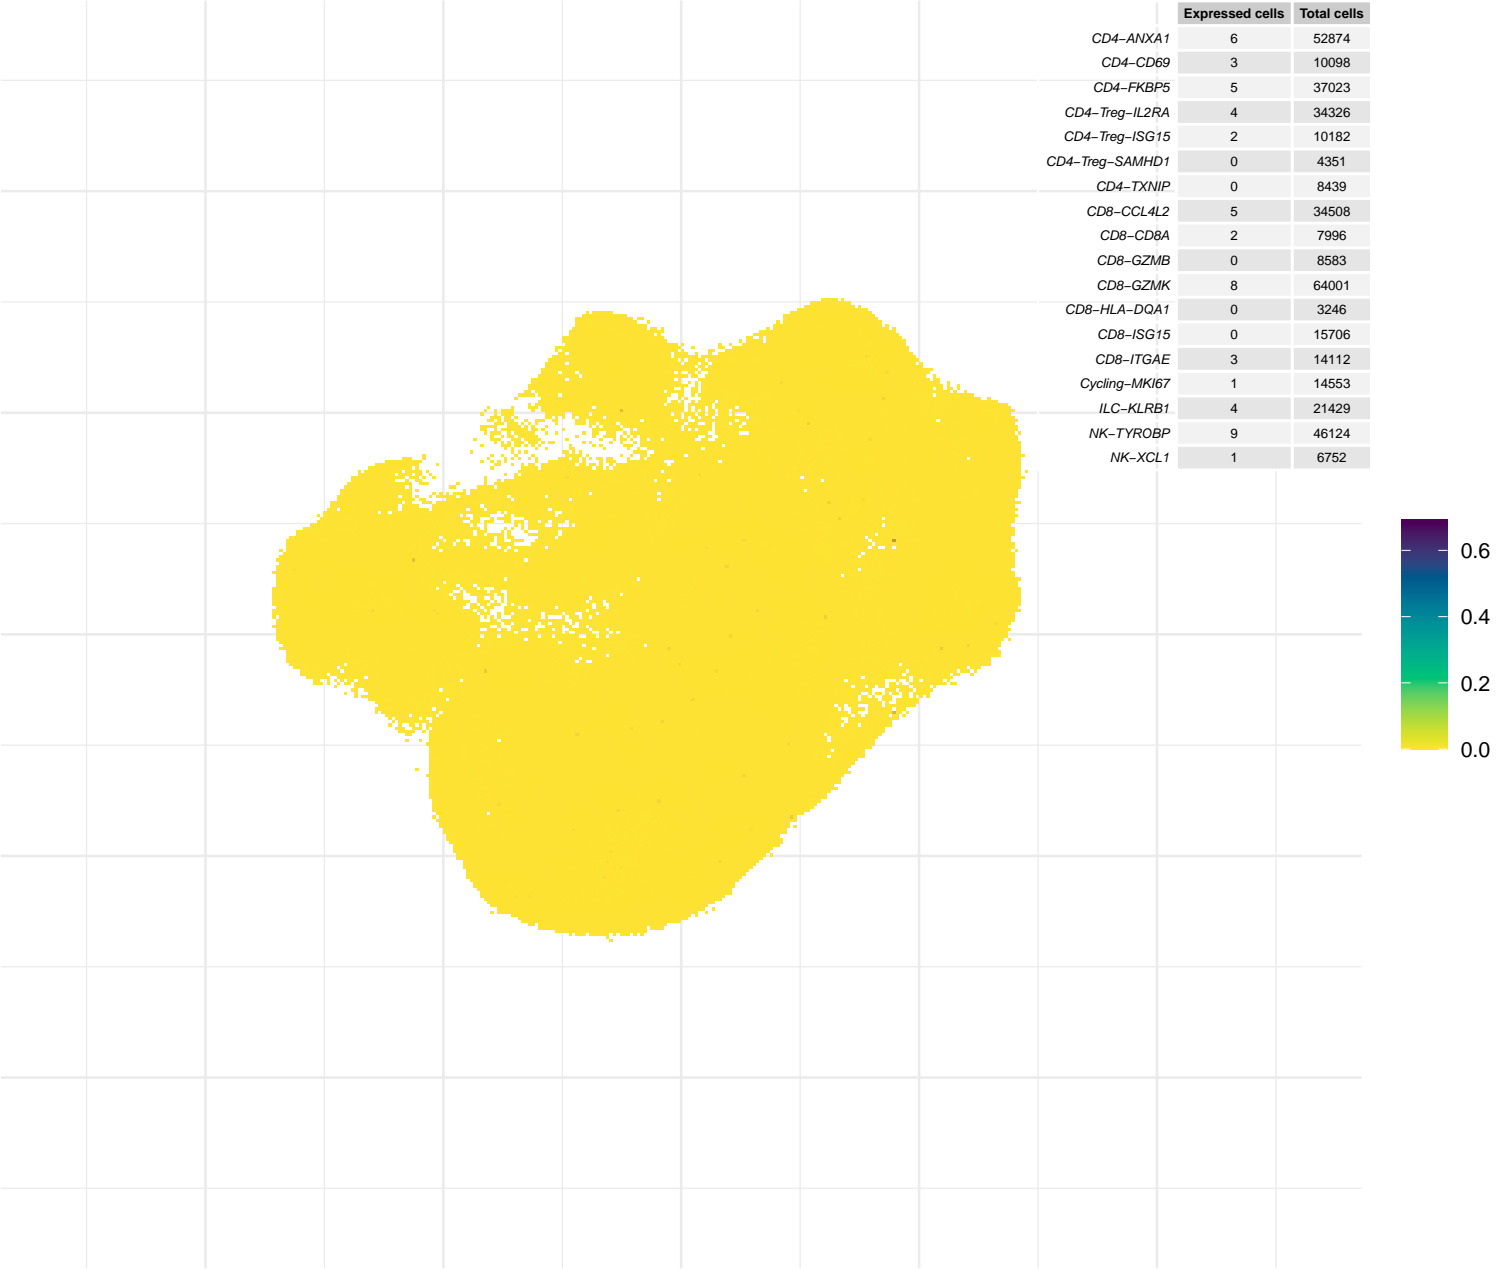 Expressed cells Total cells
CD4−ANXA1 6 52874
CD4−CD69 3 10098
CD4−FKBP5 5 37023
CD4−Treg−IL2RA 4 34326
CD4−Treg−ISG15 2 10182
CD4−Treg−SAMHD1 0 4351
CD4−TXNIP 0 8439
CD8−CCL4L2 5 34508
CD8−CD8A 2 7996
CD8−GZMB 0 8583
CD8−GZMK 8 64001
CD8−HLA−DQA1 0 3246
CD8−ISG15 0 15706
CD8−ITGAE 3 14112
Cycling−MKI67 1 14553
ILC−KLRB1 4 21429
NK−TYROBP 9 46124
NK−XCL1 1 6752
0.6
0.4
0.2
0.0